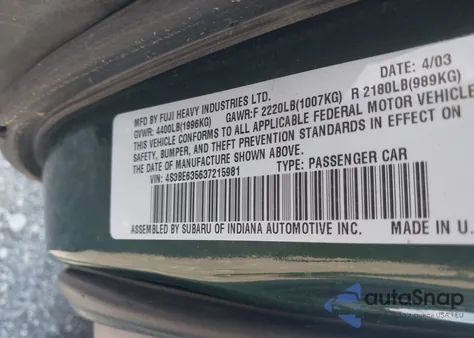 DATE: 4/03
MFD BY FUJI HEAVY INDUSTRIES LTD.
GVWR: 4400LB(1996KG) GAWR:F 2220LB(1007KG) R 2180LB(989KG)
THIS VEHICLE CONFORMS TO ALL APPLICABLE FEDERAL MOTOR VEHICLE
SAFETY, BUMPER, AND THEFT PREVENTION STANDARDS IN EFFECT ON
THE DATE OF MANUFACTURE SHOWN ABOVE.
VIN: 4S3BE635637215981 TYPE: PASSENGER CAR
ASSEMBLED BY SUBARU OF INDIANA AUTOMOTIVE INC. MADE IN U.
autoSnap